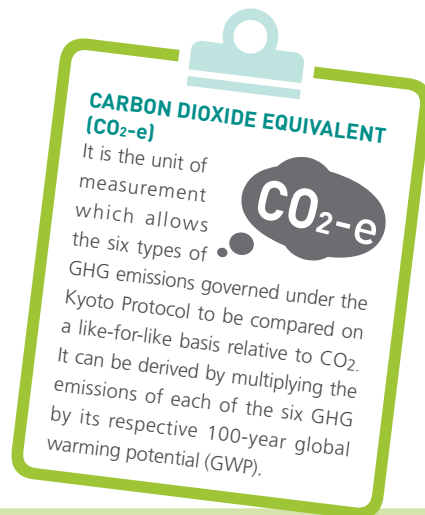 CARBON DIOXIDE EQUIVALENT
(CO2-e)
It is the unit of
measurement
which allows
the six types of
CO2-e
GHG emissions governed under the
Kyoto Protocol to be compared on
a like-for-like basis relative to CO2.
It can be derived by multiplying the
emissions of each of the six GHG
by its respective 100-year global
warming potential (GWP).